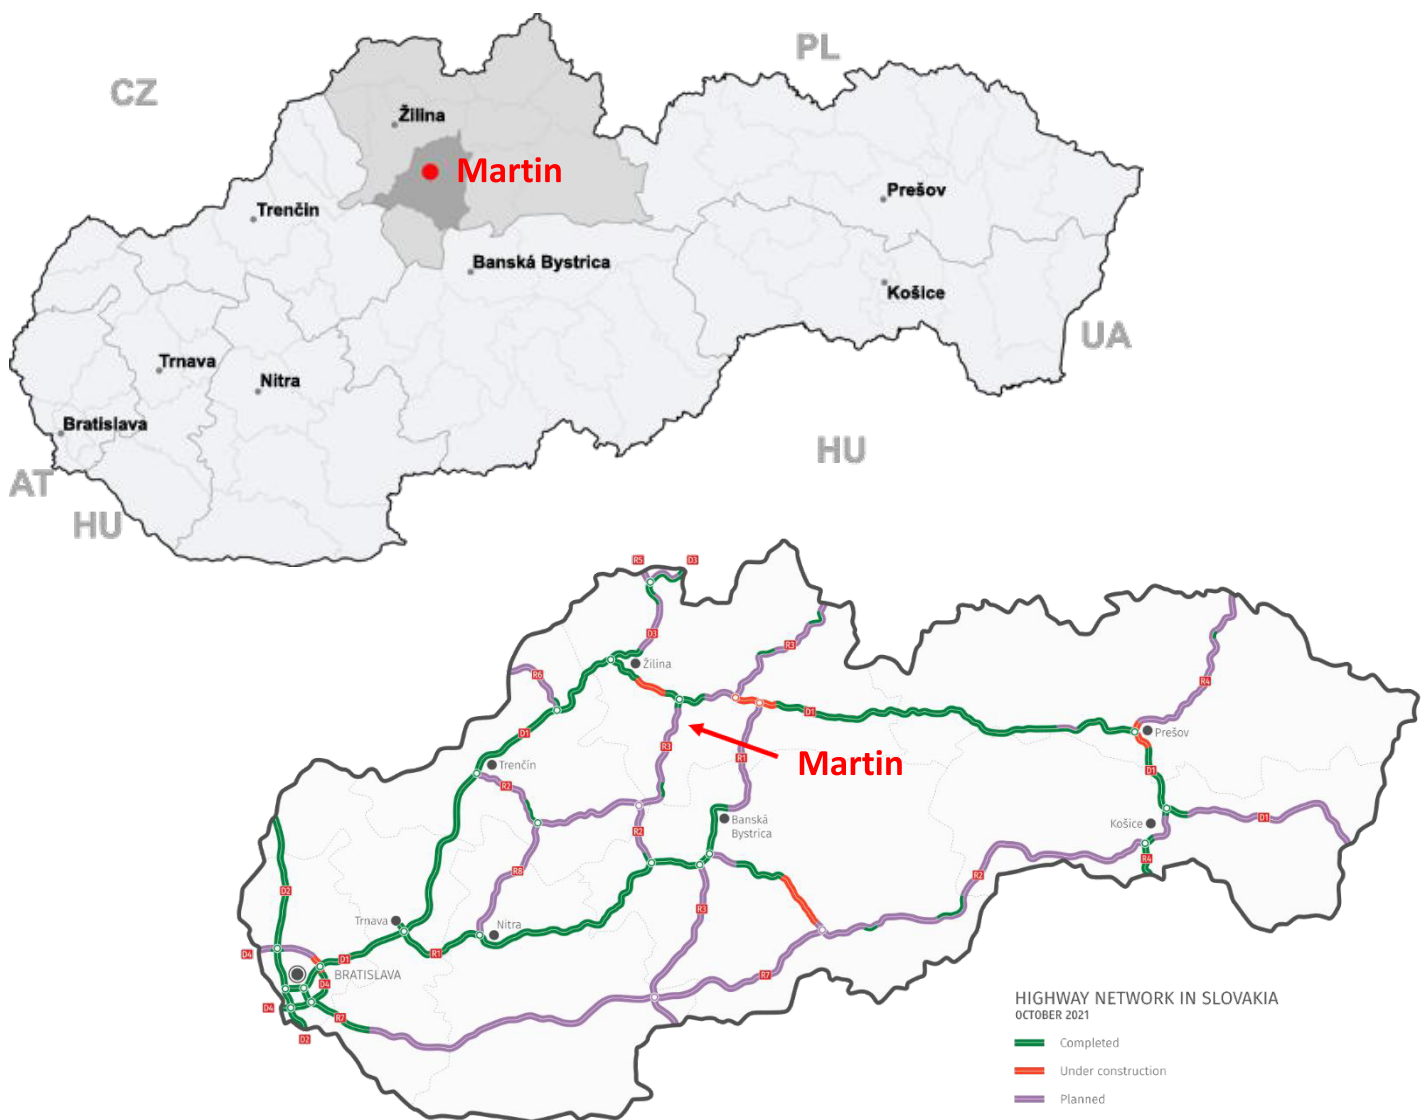 PL
CZ
Žilina
Martin
Prešov
Trenčín
Banská Bystrica
Košice
UA
Trnava
Nitra
Bratislava
HU
AT
HU
R5
D3
D3
Žilina
R3
R6
R4
D1
D1
R3
Prešov
Martin
R1
Trenčín
D1
R2
Banská
Bystrica
Košice
D1
R2
R4
R8
R2
D2
Trnava
Nitra
R3
R1
D4
D1
BRATISLAVA
R7
D4
D4
R7
D2
HIGHWAY NETWORK IN SLOVAKIA
OCTOBER 2021
Completed
Under construction
Planned